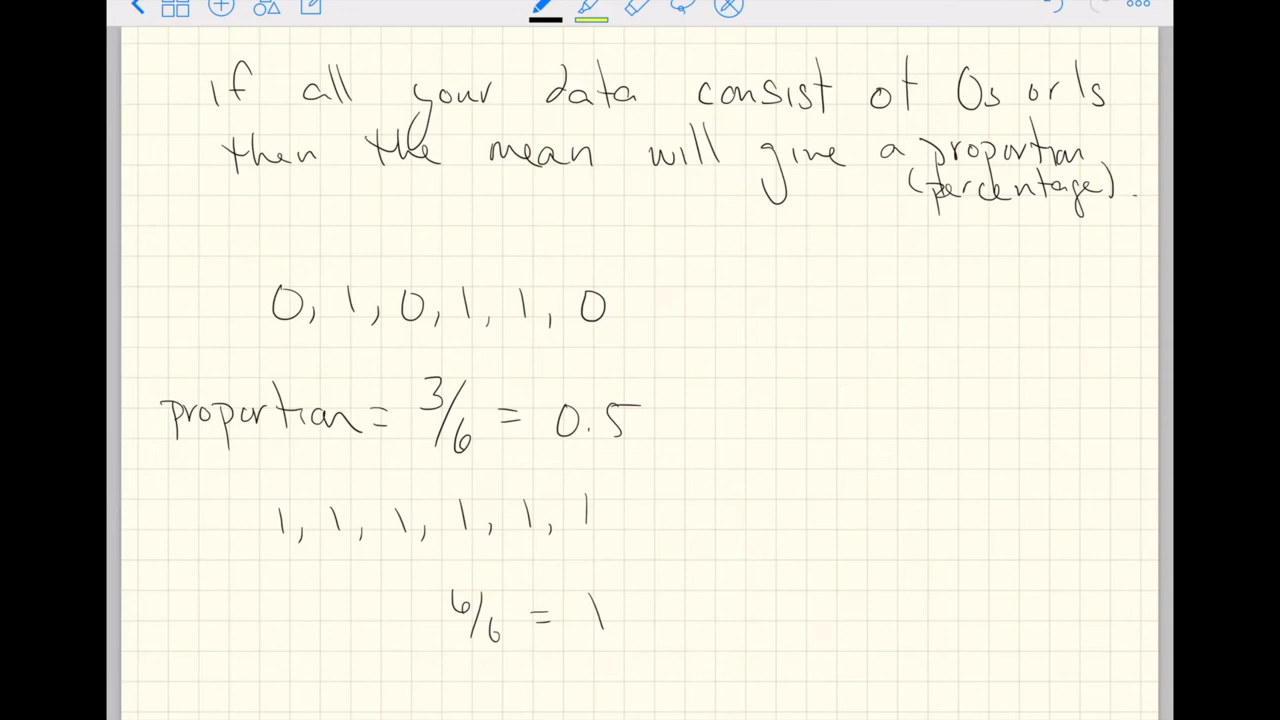 If all your data consist of 0s or 1s
then the mean will give a proportion
(percentage).
0, 1, 0, 1, 1, 0
proportion = 3/6 = 0.5
1, 1, 1, 1, 1, 1
6/6 = 1